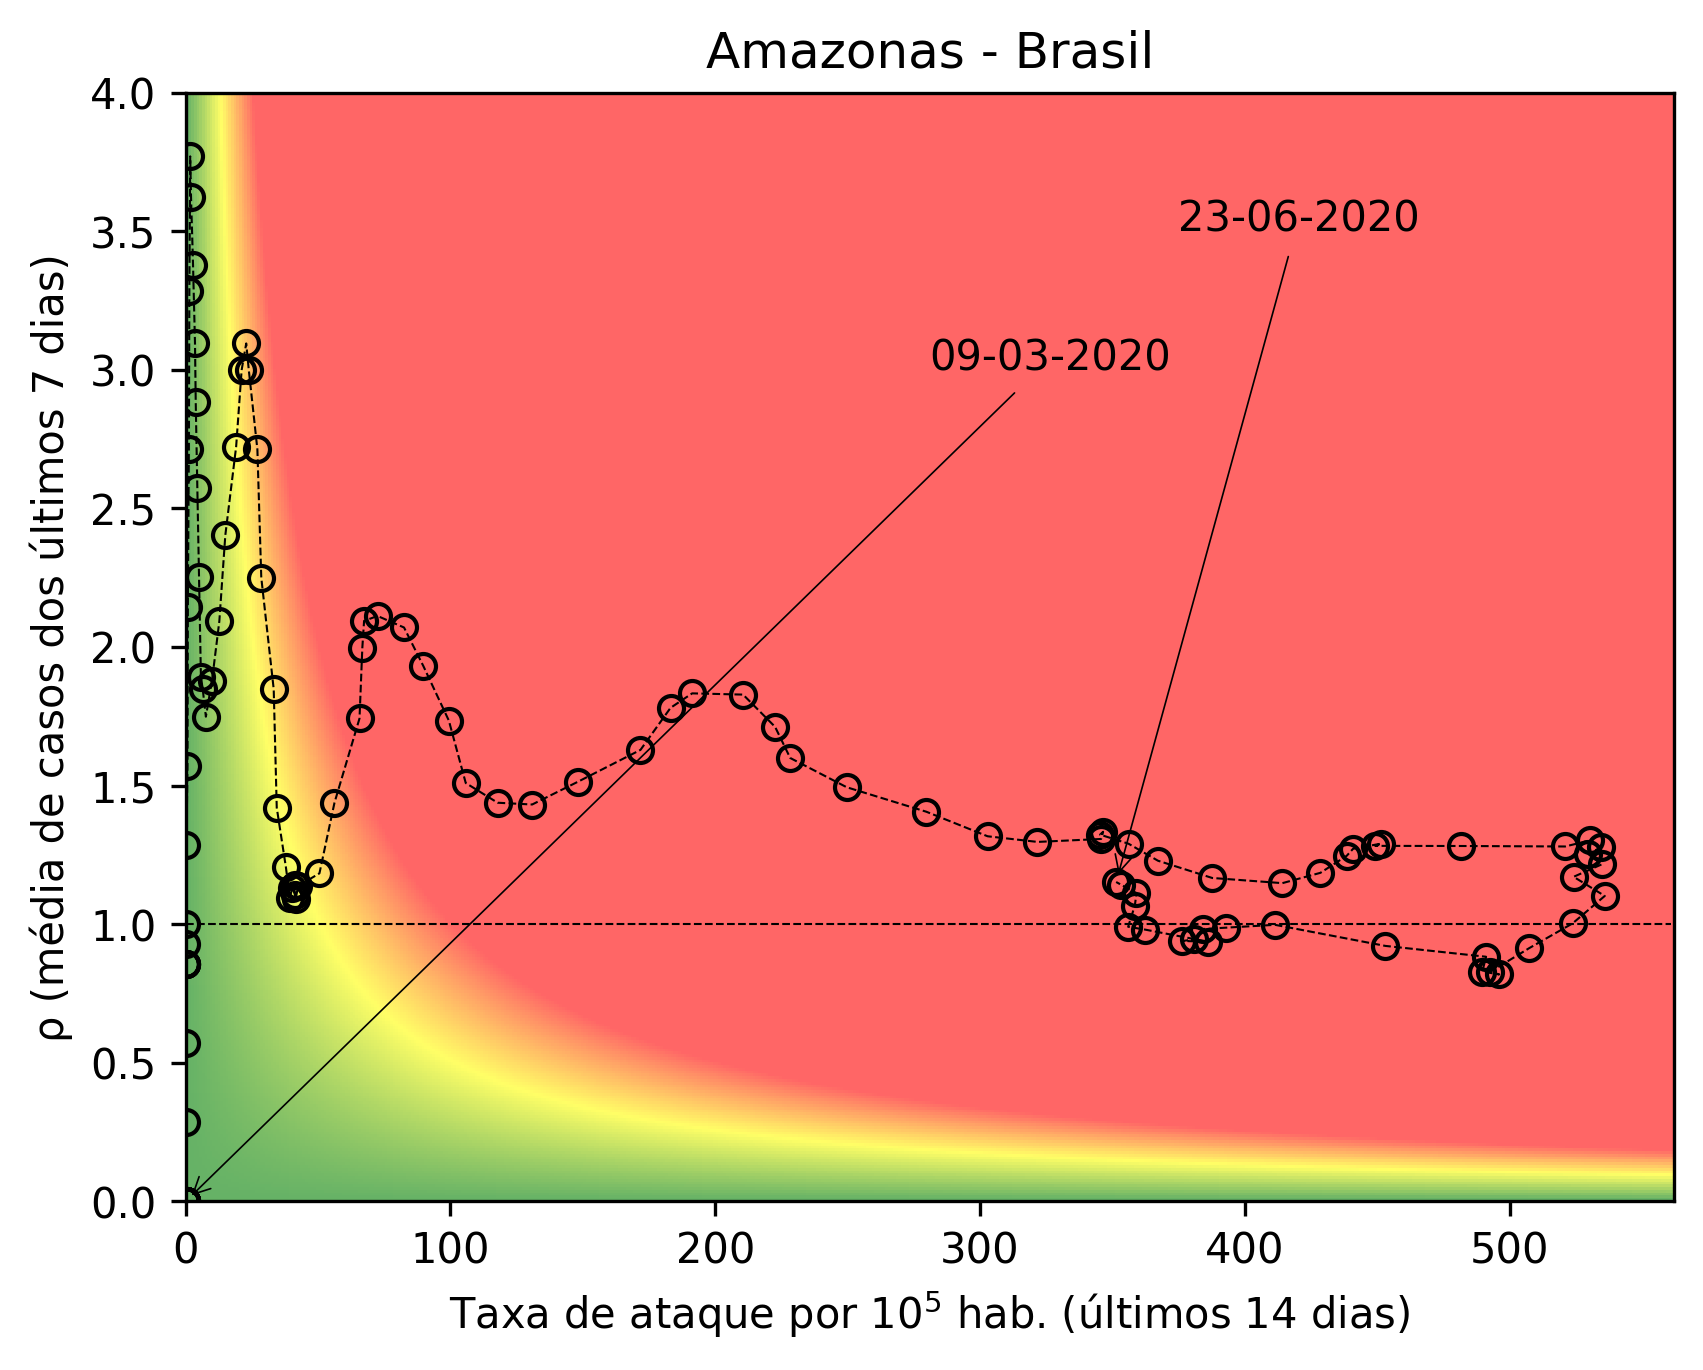 Amazonas - Brasil
4.0
3.5
3.0
2.5
2.0
1.5
1.0
0.5
0.0
ρ (média de casos dos últimos 7 dias)
23-06-2020
09-03-2020
0 100 200 300 400 500
Taxa de ataque por 10⁵ hab. (últimos 14 dias)